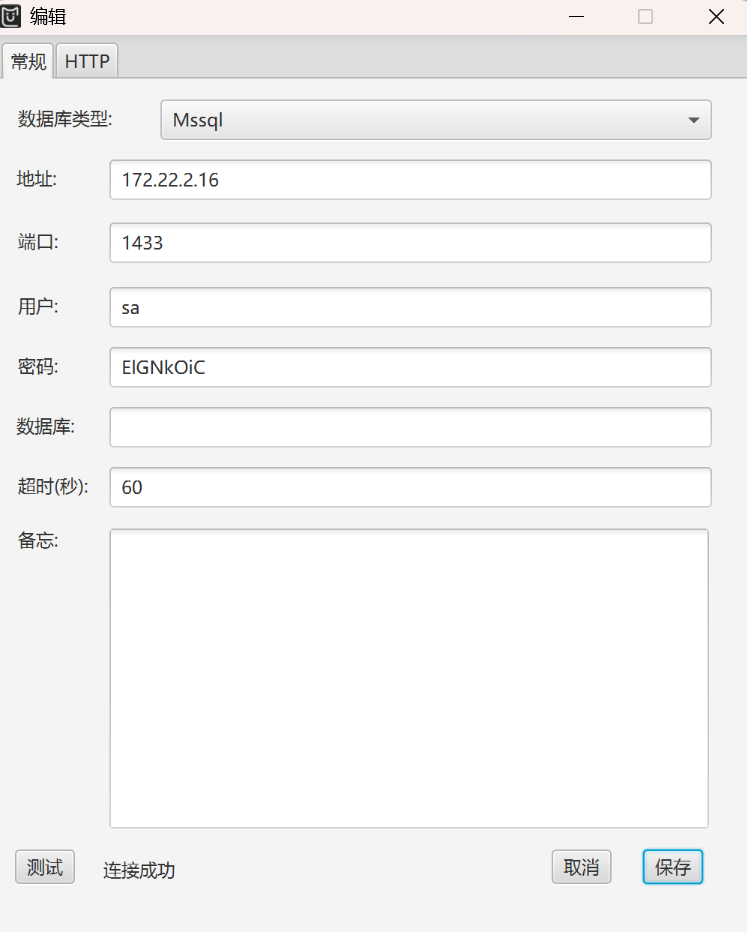 编辑
常规 HTTP
数据库类型: Mssql
地址: 172.22.2.16
端口: 1433
用户: sa
密码: ElGNkOiC
数据库:
超时(秒): 60
备忘:
测试 连接成功 取消 保存